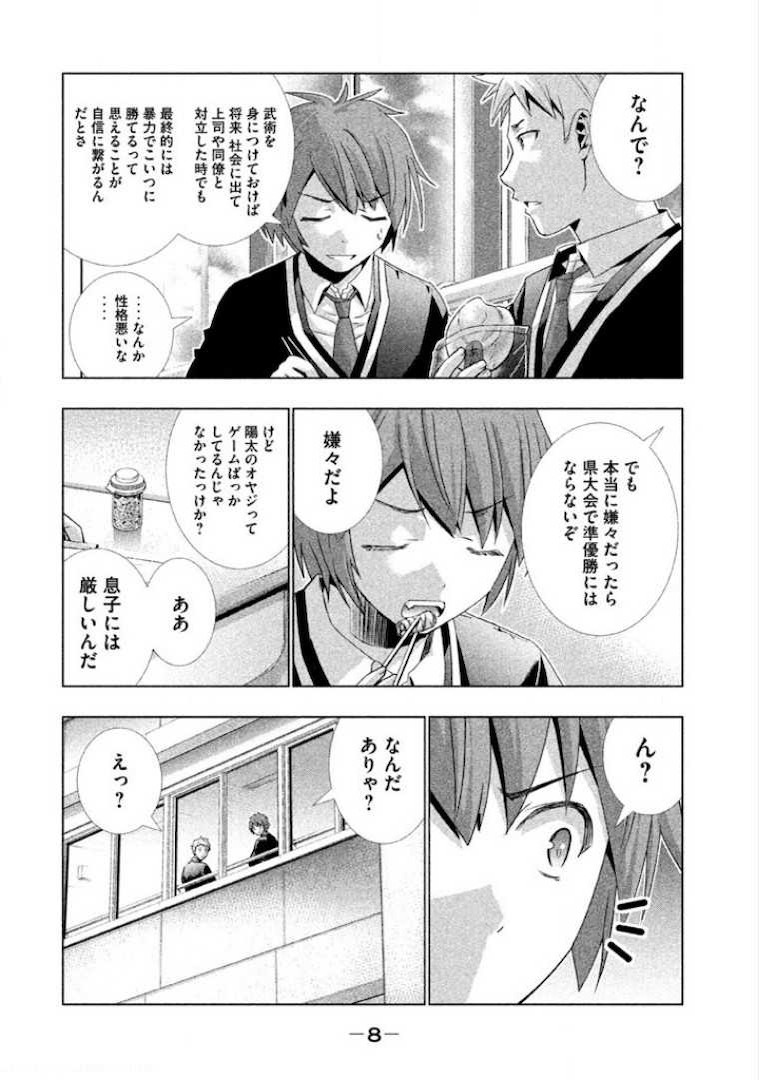 なんで?
武術を
身につけておけば
将来 社会に出て
上司や同僚と
対立した時でも
最終的には
暴力でこいつに
勝てるって
思えることが
自信に繋がるん
だとさ
‥‥なんか
性格悪いな
‥‥
でも
本当に嫌々だったら
県大会で準優勝には
ならないぞ
嫌々だよ
けど
陽太のオヤジって
ゲームばっか
してるんじゃ
なかったっけか?
ああ
息子には
厳しいんだ
ん?
なんだ
ありゃ?
えっ?
—8—